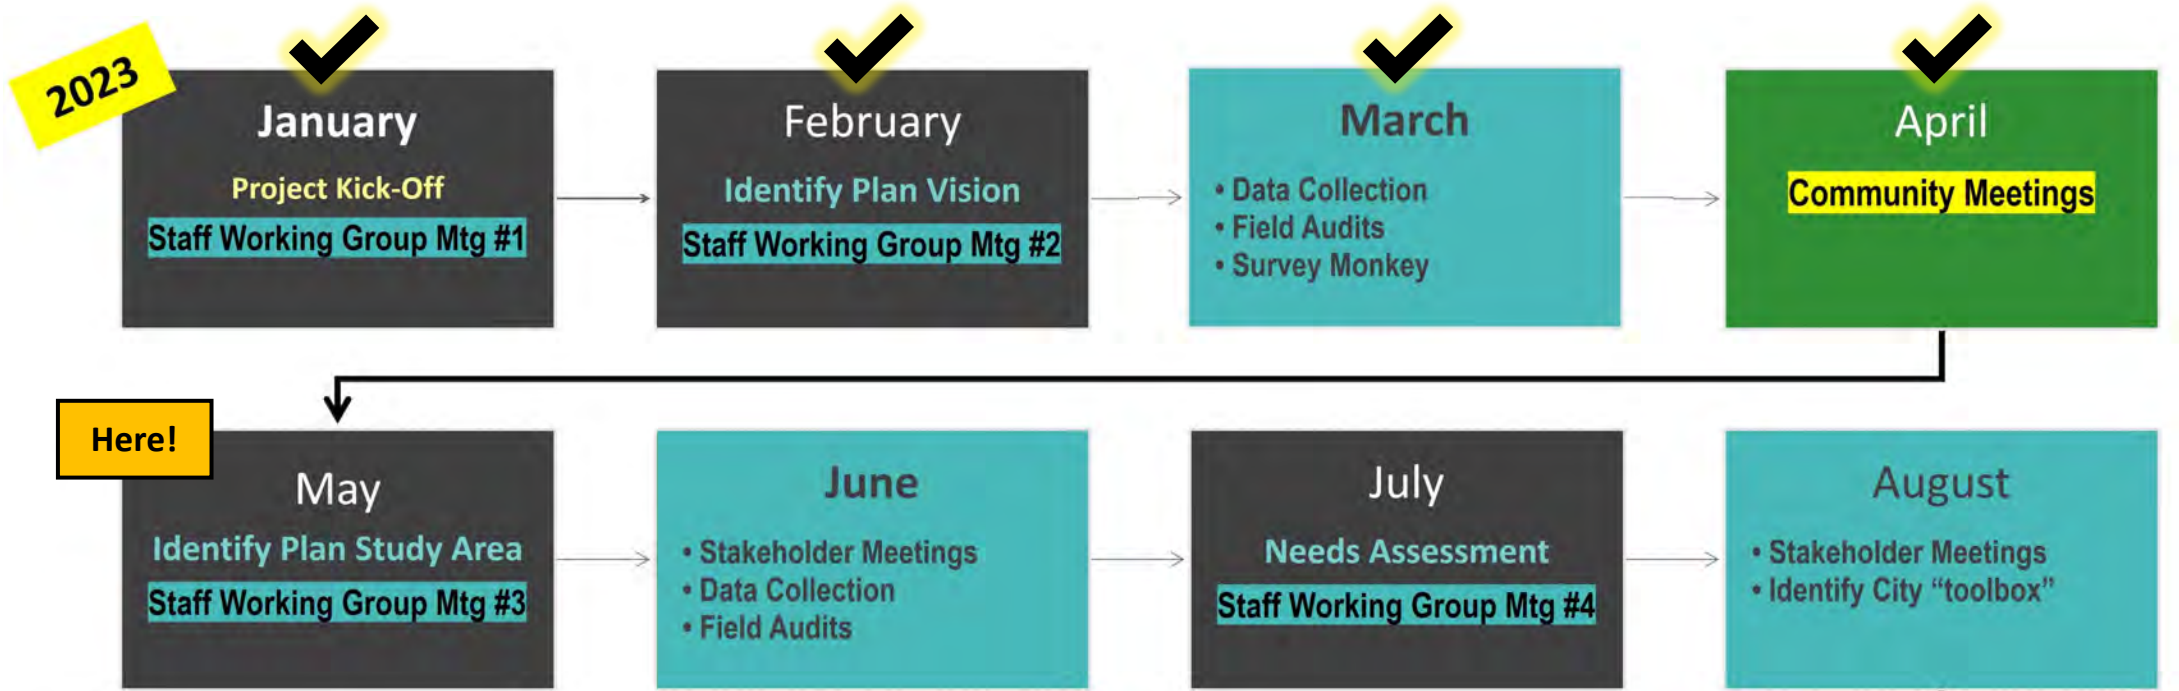 2023
January
Project Kick-Off
Staff Working Group Mtg #1
February
Identify Plan Vision
Staff Working Group Mtg #2
March
• Data Collection
• Field Audits
• Survey Monkey
April
Community Meetings
Here!
May
Identify Plan Study Area
Staff Working Group Mtg #3
June
• Stakeholder Meetings
• Data Collection
• Field Audits
July
Needs Assessment
Staff Working Group Mtg #4
August
• Stakeholder Meetings
• Identify City “toolbox”